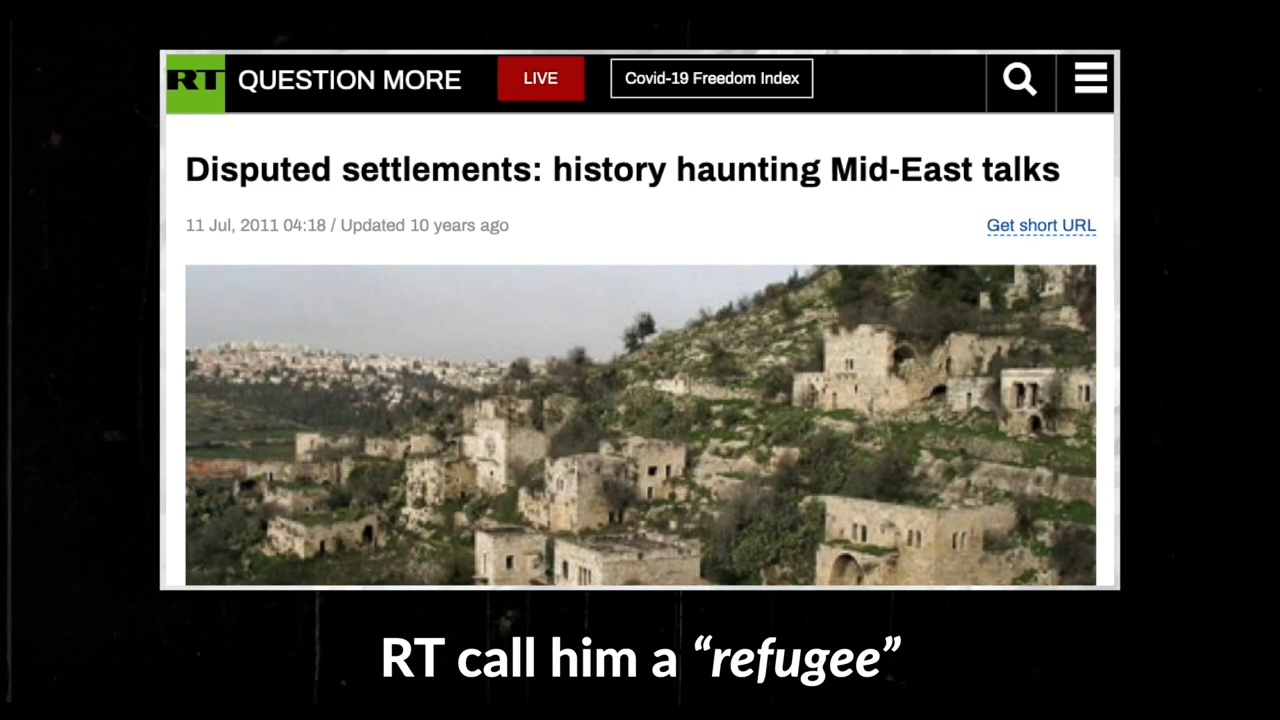 RT QUESTION MORE LIVE Covid-19 Freedom Index
Disputed settlements: history haunting Mid-East talks
11 Jul, 2011 04:18 / Updated 10 years ago Get short URL
RT call him a “refugee”